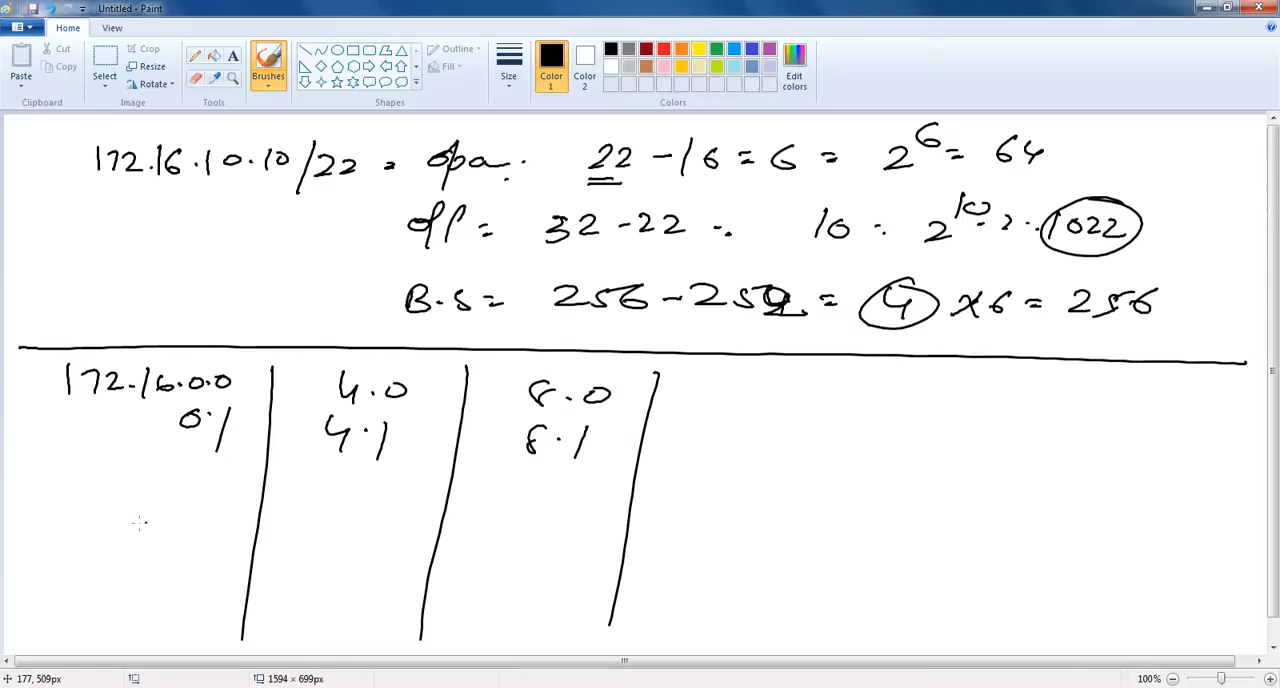 Untitled - Paint
Home View
Paste
Cut
Copy
Clipboard
Select
Crop
Resize
Rotate
Image
A
Tools
Brushes
Outline
Fill
Shapes
Size
Color 1
Color 2
Edit colors
Colors
172.16.10.10/22 = 22 - 16 = 6 = 2^6 = 64
= 32 - 22 = 10 = 2^10 - 2 = 1022
B.S = 256 - 252 = 4 x 6 = 256
172.16.0.0 4.0 8.0
0.1 4.1 8.1
177, 509px
1594 × 699px
100%